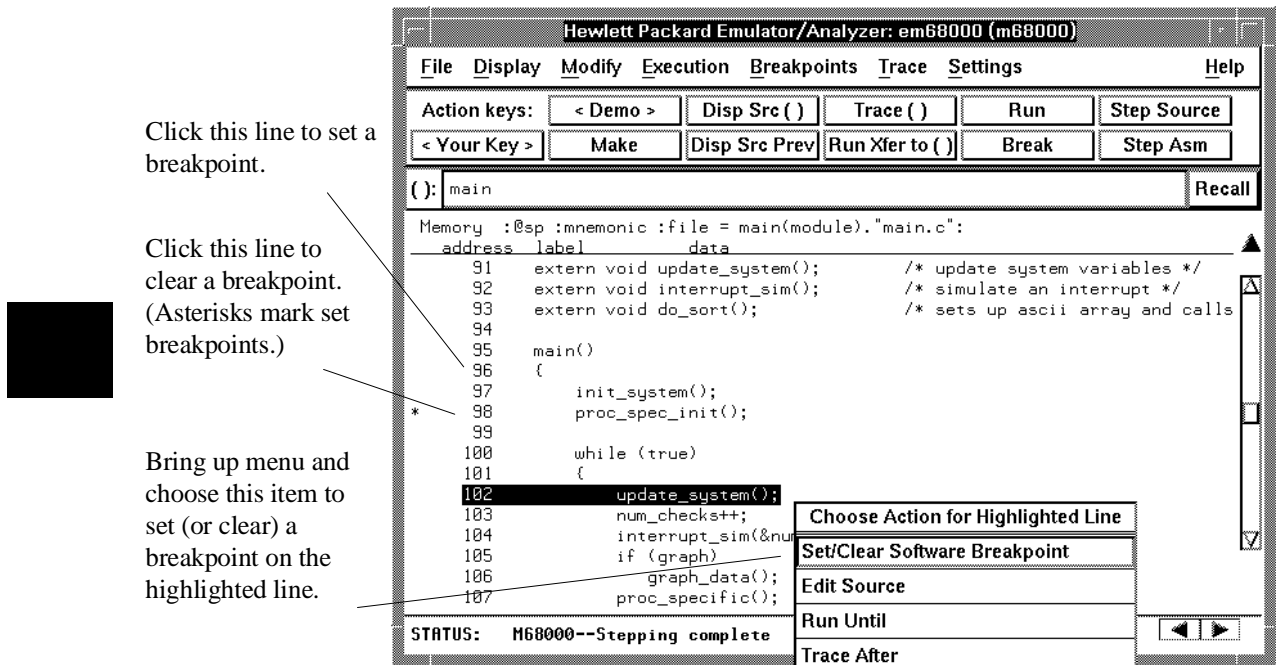 Hewlett Packard Emulator/Analyzer: em68000 (m68000)
File Display Modify Execution Breakpoints Trace Settings Help
Action keys: < Demo > Disp Src ( ) Trace ( ) Run Step Source
< Your Key > Make Disp Src Prev Run Xfer to ( ) Break Step Asm
( ): main Recall
Memory :@sp :mnemonic :file = main(module)."main.c":
address label data
91 extern void update_system(); /* update system variables */
92 extern void interrupt_sim(); /* simulate an interrupt */
93 extern void do_sort(); /* sets up ascii array and calls
94
95 main()
96 {
97 init_system();
* 98 proc_spec_init();
99
100 while (true)
101 {
102 update_system();
103 num_checks++;
104 interrupt_sim(&num
105 if (graph)
106 graph_data();
107 proc_specific();
Choose Action for Highlighted Line
Set/Clear Software Breakpoint
Edit Source
Run Until
Trace After
STATUS: M68000--Stepping complete
Click this line to set a
breakpoint.
Click this line to
clear a breakpoint.
(Asterisks mark set
breakpoints.)
Bring up menu and
choose this item to
set (or clear) a
breakpoint on the
highlighted line.